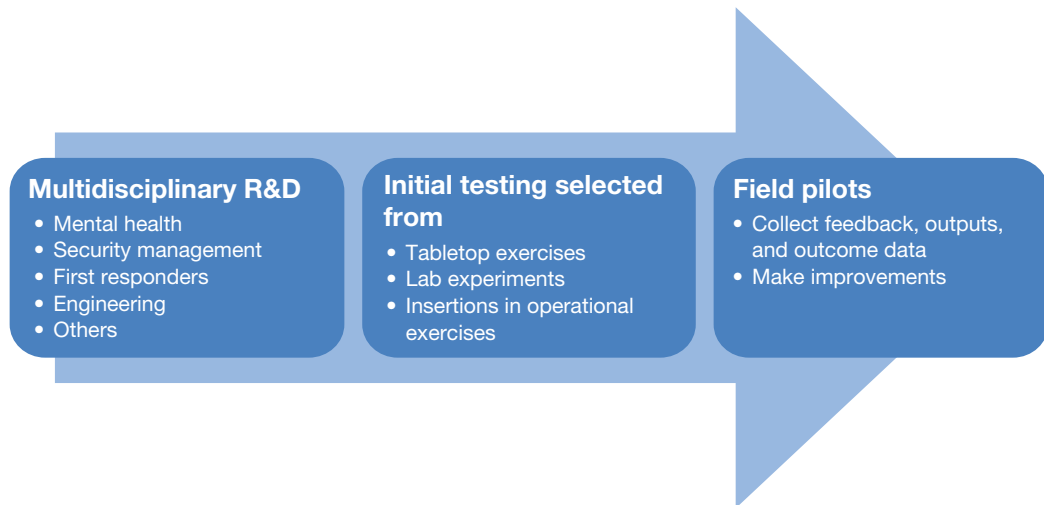 Multidisciplinary R&D
• Mental health
• Security management
• First responders
• Engineering
• Others
Initial testing selected
from
• Tabletop exercises
• Lab experiments
• Insertions in operational
exercises
Field pilots
• Collect feedback, outputs,
and outcome data
• Make improvements